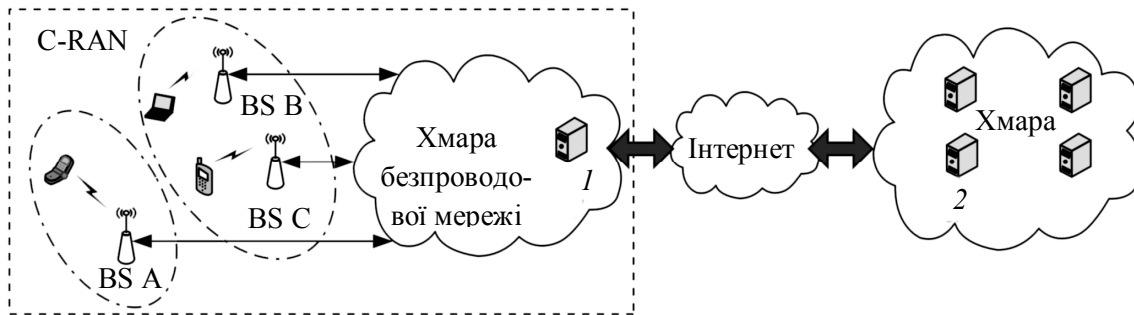 C-RAN
BS B
BS C
BS A
Хмара
безпроводо-
вої мережі
1
Інтернет
Хмара
2